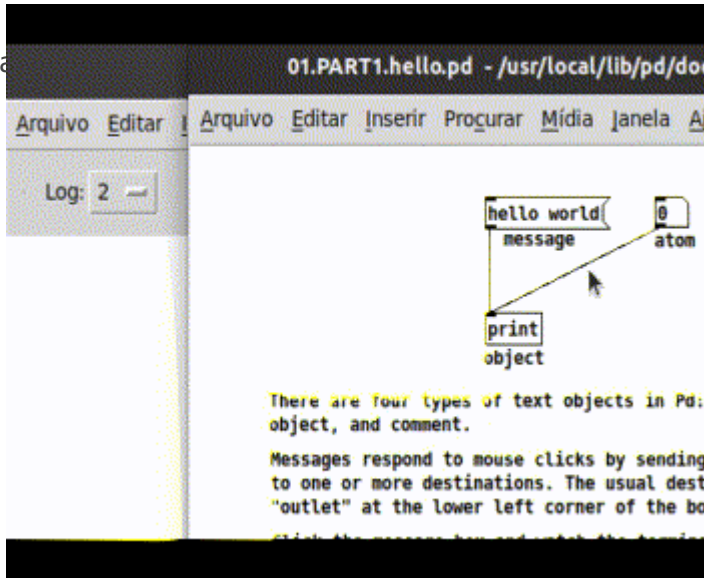 01.PART1.hello.pd - /usr/local/lib/pd/doc
Arquivo Editar I
Arquivo Editar Inserir Procurar Mídia Janela Aj
Log: 2
hello world
0
message
atom
print
object
There are four types of text objects in Pd:
object, and comment.
Messages respond to mouse clicks by sending
to one or more destinations. The usual dest
"outlet" at the lower left corner of the bo